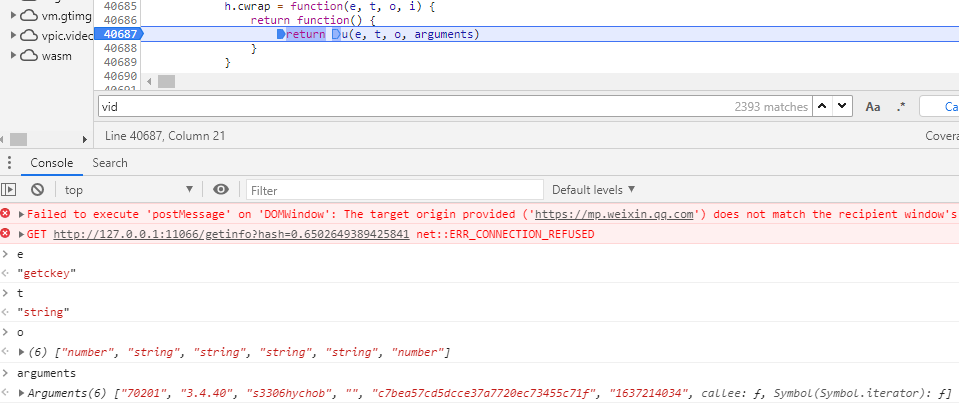 40685 h.cwrap = function(e, t, o, i) {
vm.gtimg 40686 return function() {
vpic.video 40687 return Du(e, t, o, arguments)
40688 }
wasm 40689 }
40690
vid 2393 matches Aa .* Ca
Line 40687, Column 21 Covera
Console Search
top Filter Default levels ▼
Failed to execute 'postMessage' on 'DOMWindow': The target origin provided ('https://mp.weixin.qq.com') does not match the recipient window's
GET http://127.0.0.1:11066/getinfo?hash=0.6502649389425841 net::ERR_CONNECTION_REFUSED
> e
"getckey"
> t
"string"
> o
(6) ["number", "string", "string", "string", "string", "number"]
> arguments
Arguments(6) ["70201", "3.4.40", "s3306hychob", "", "c7bea57cd5dcce37a7720ec73455c71f", "1637214034", callee: ƒ, Symbol(Symbol.iterator): ƒ]